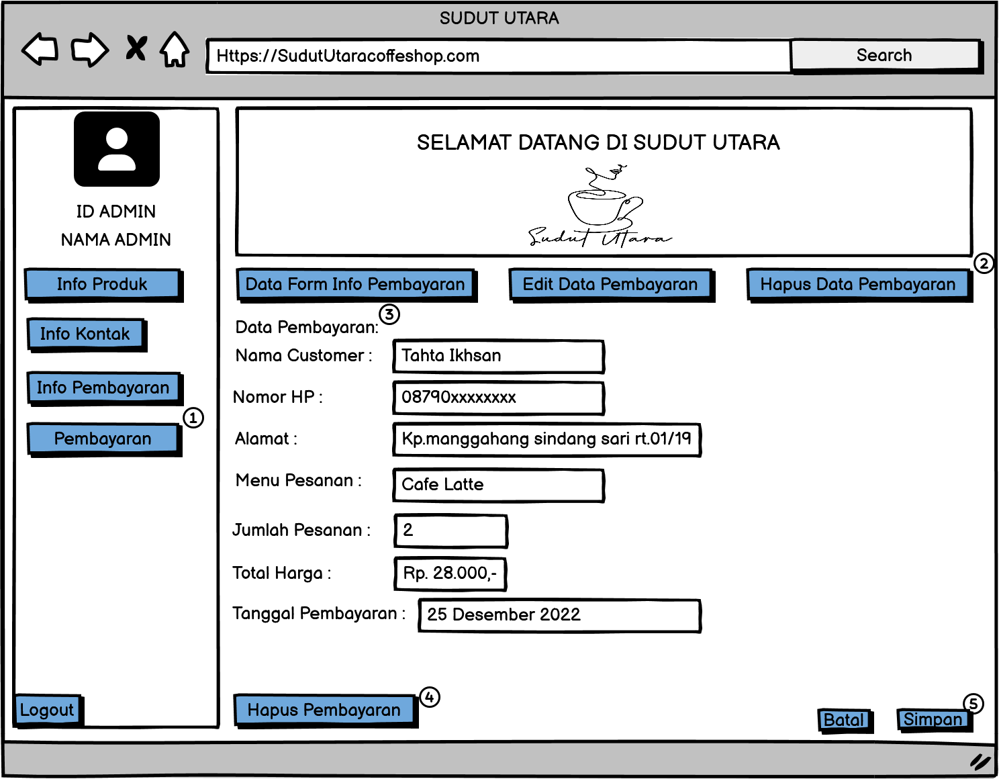 SUDUT UTARA
Https://SudutUtaracoffeshop.com
Search
ID ADMIN
NAMA ADMIN
Info Produk
Info Kontak
Info Pembayaran
1
Pembayaran
Logout
SELAMAT DATANG DI SUDUT UTARA
Sudut Utara
2
Data Form Info Pembayaran Edit Data Pembayaran Hapus Data Pembayaran
3
Data Pembayaran:
Nama Customer : Tahta Ikhsan
Nomor HP : 08790xxxxxxxx
Alamat : Kp.manggahang sindang sari rt.01/19
Menu Pesanan : Cafe Latte
Jumlah Pesanan : 2
Total Harga : Rp. 28.000,-
Tanggal Pembayaran : 25 Desember 2022
4
Hapus Pembayaran
5
Batal Simpan